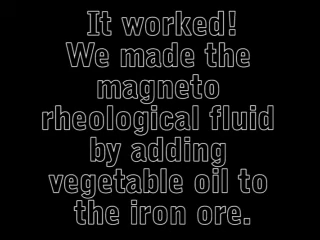 It worked!
We made the
magneto
rheological fluid
by adding
vegetable oil to
the iron ore.